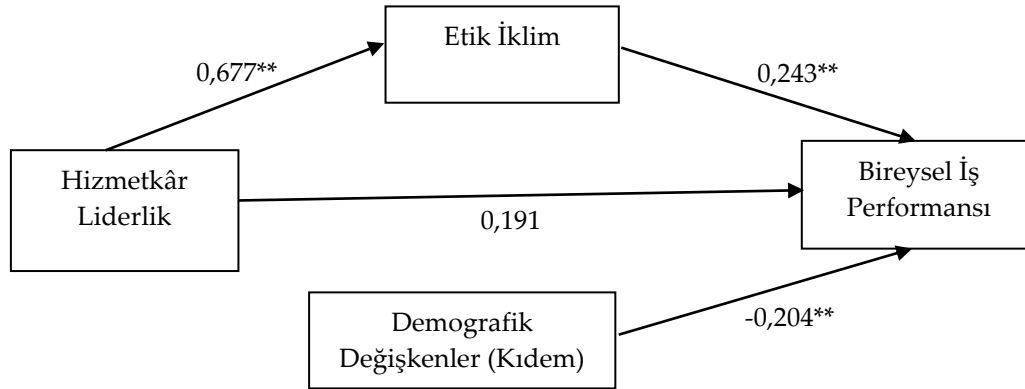 Etik İklim
0,677**
0,243**
Hizmetkâr
Liderlik
Bireysel İş
Performansı
0,191
Demografik
Değişkenler (Kıdem)
-0,204**